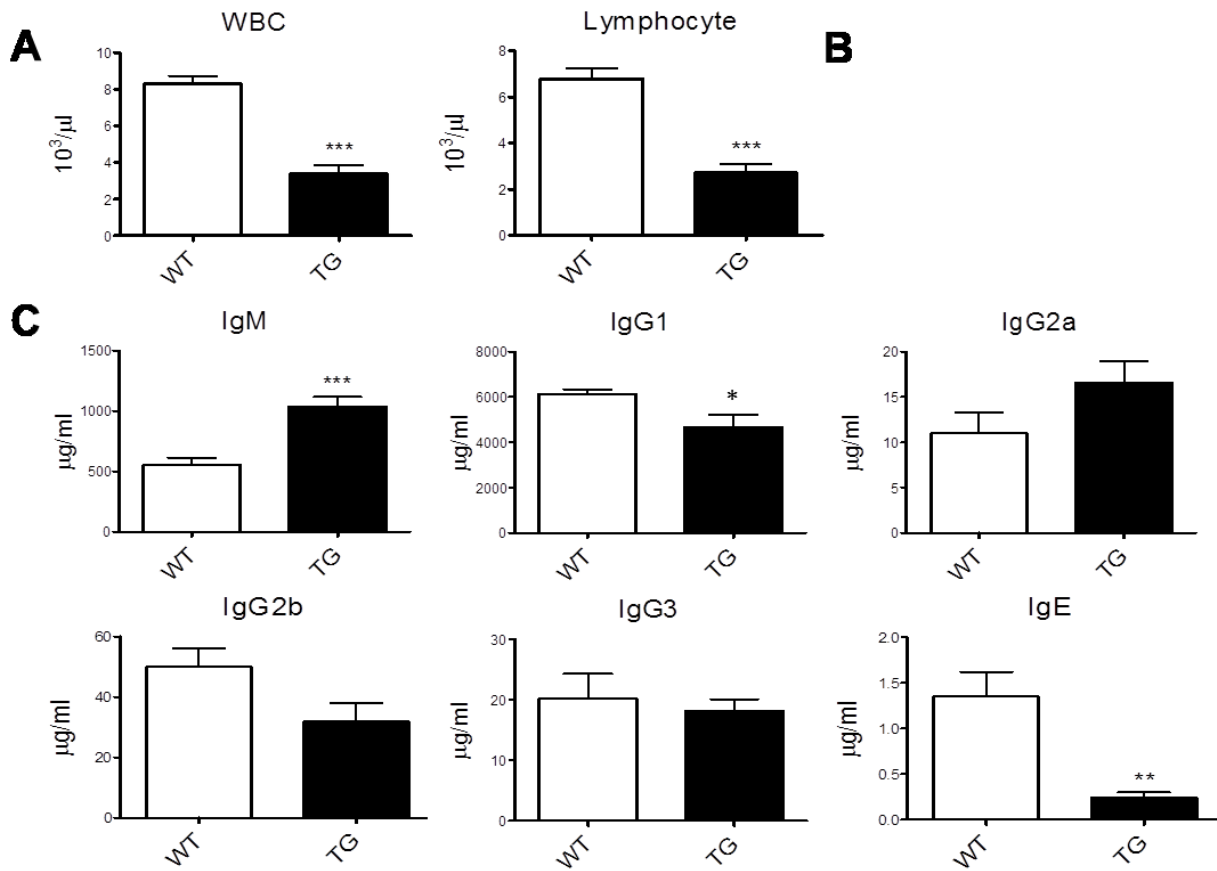 A
WBC
10³/µl
10
8
6
4
2
0
***
WT
TG
Lymphocyte
10³/µl
8
6
4
2
0
***
WT
TG
B
C
IgM
µg/ml
1500
1000
500
0
***
WT
TG
IgG1
µg/ml
8000
6000
4000
2000
0
*
WT
TG
IgG2a
µg/ml
20
15
10
5
0
WT
TG
IgG2b
µg/ml
60
40
20
0
WT
TG
IgG3
µg/ml
30
20
10
0
WT
TG
IgE
µg/ml
2.0
1.5
1.0
0.5
0.0
**
WT
TG